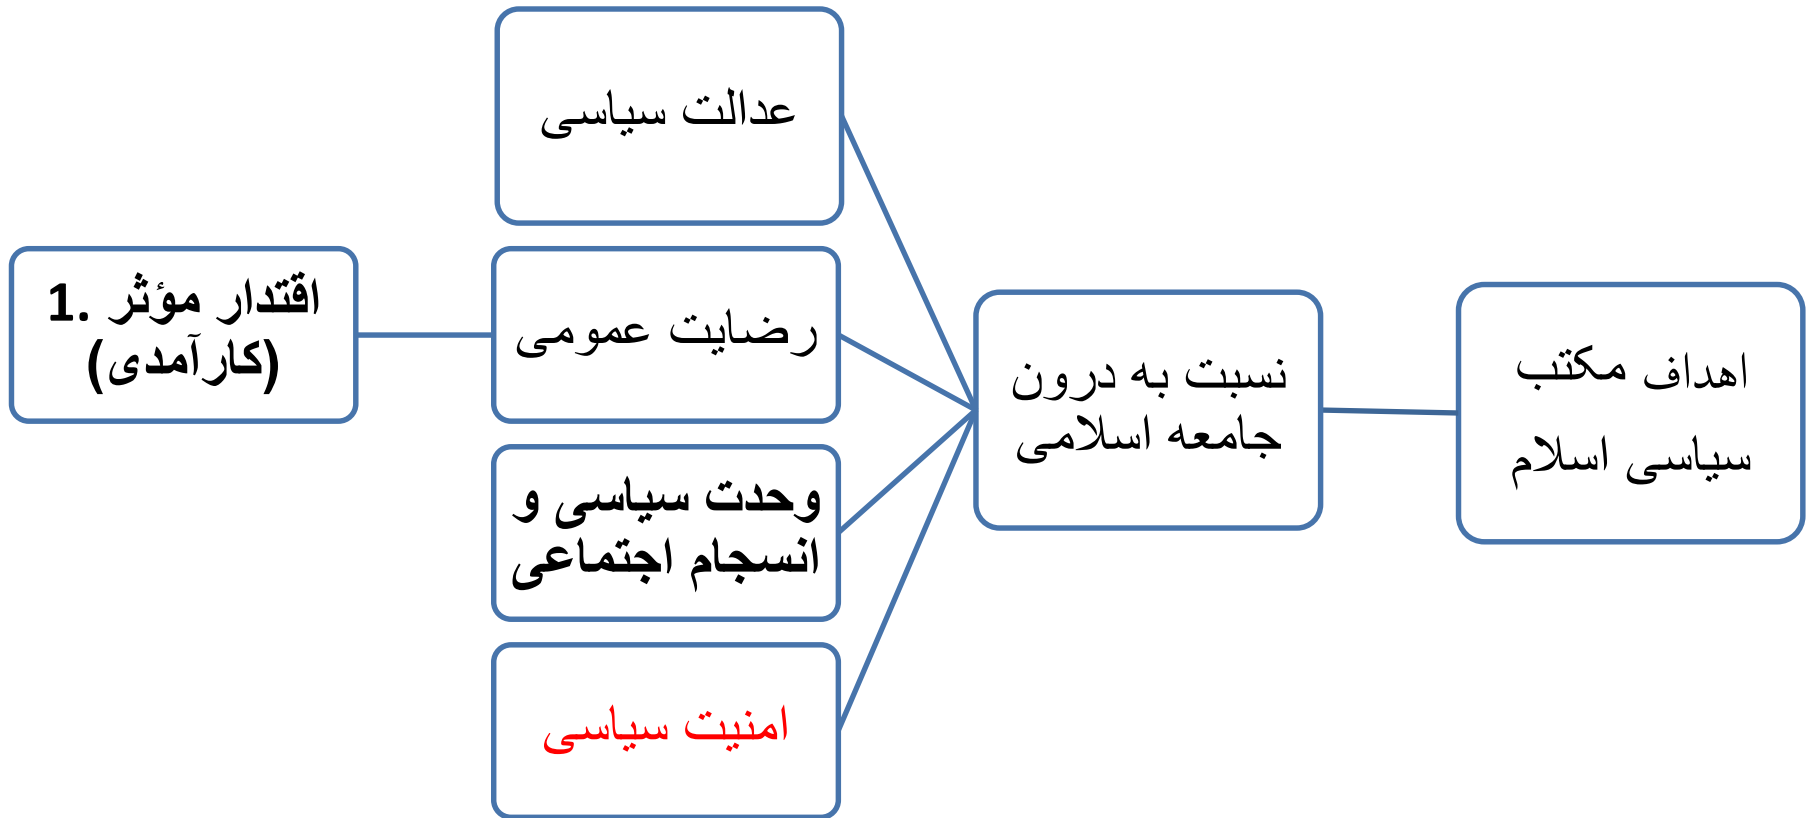 اهداف مکتب
سیاسی اسلام
نسبت به درون
جامعه اسلامی
عدالت سیاسی
رضایت عمومی
وحدت سیاسی و
انسجام اجتماعی
امنیت سیاسی
1. اقتدار مؤثر
(کارآمدی)